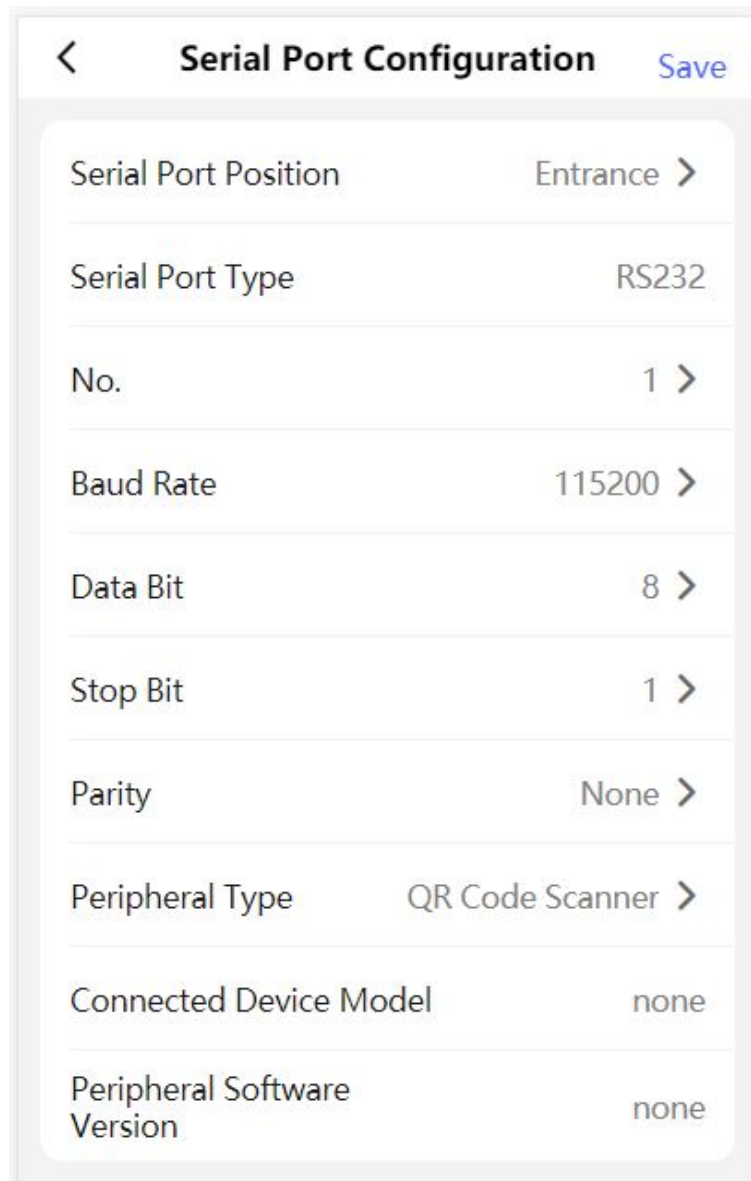 Serial Port Configuration Save
Serial Port Position Entrance
Serial Port Type RS232
No. 1
Baud Rate 115200
Data Bit 8
Stop Bit 1
Parity None
Peripheral Type QR Code Scanner
Connected Device Model none
Peripheral Software
Version none